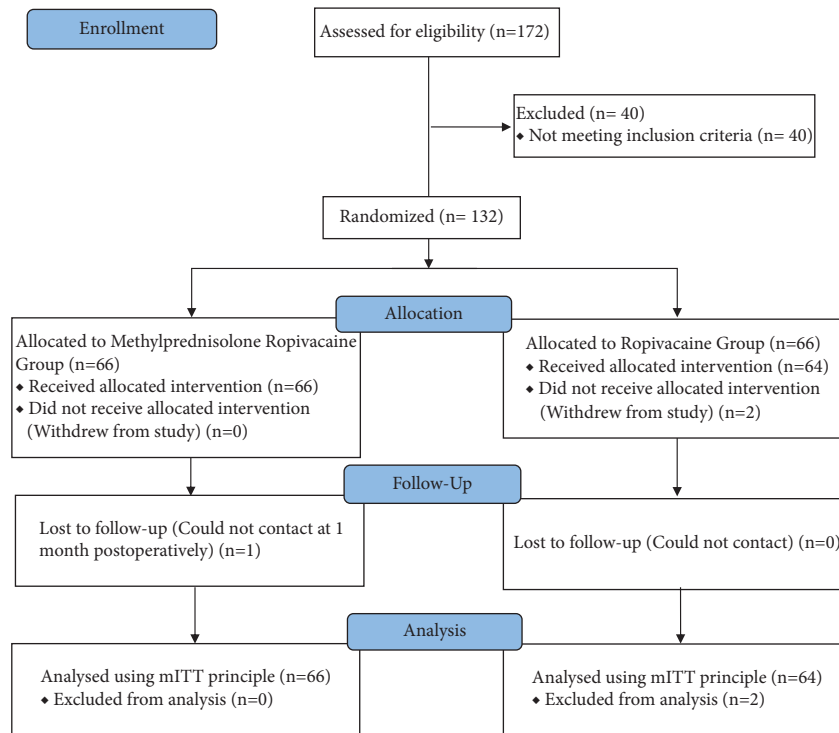 Enrollment
Assessed for eligibility (n=172)
Excluded (n= 40)
◆ Not meeting inclusion criteria (n= 40)
Randomized (n= 132)
Allocation
Allocated to Methylprednisolone Ropivacaine
Group (n=66)
◆ Received allocated intervention (n=66)
◆ Did not receive allocated intervention
(Withdrew from study) (n=0)
Allocated to Ropivacaine Group (n=66)
◆ Received allocated intervention (n=64)
◆ Did not receive allocated intervention
(Withdrew from study) (n=2)
Follow-Up
Lost to follow-up (Could not contact at 1
month postoperatively) (n=1)
Lost to follow-up (Could not contact) (n=0)
Analysis
Analysed using mITT principle (n=66)
◆ Excluded from analysis (n=0)
Analysed using mITT principle (n=64)
◆ Excluded from analysis (n=2)